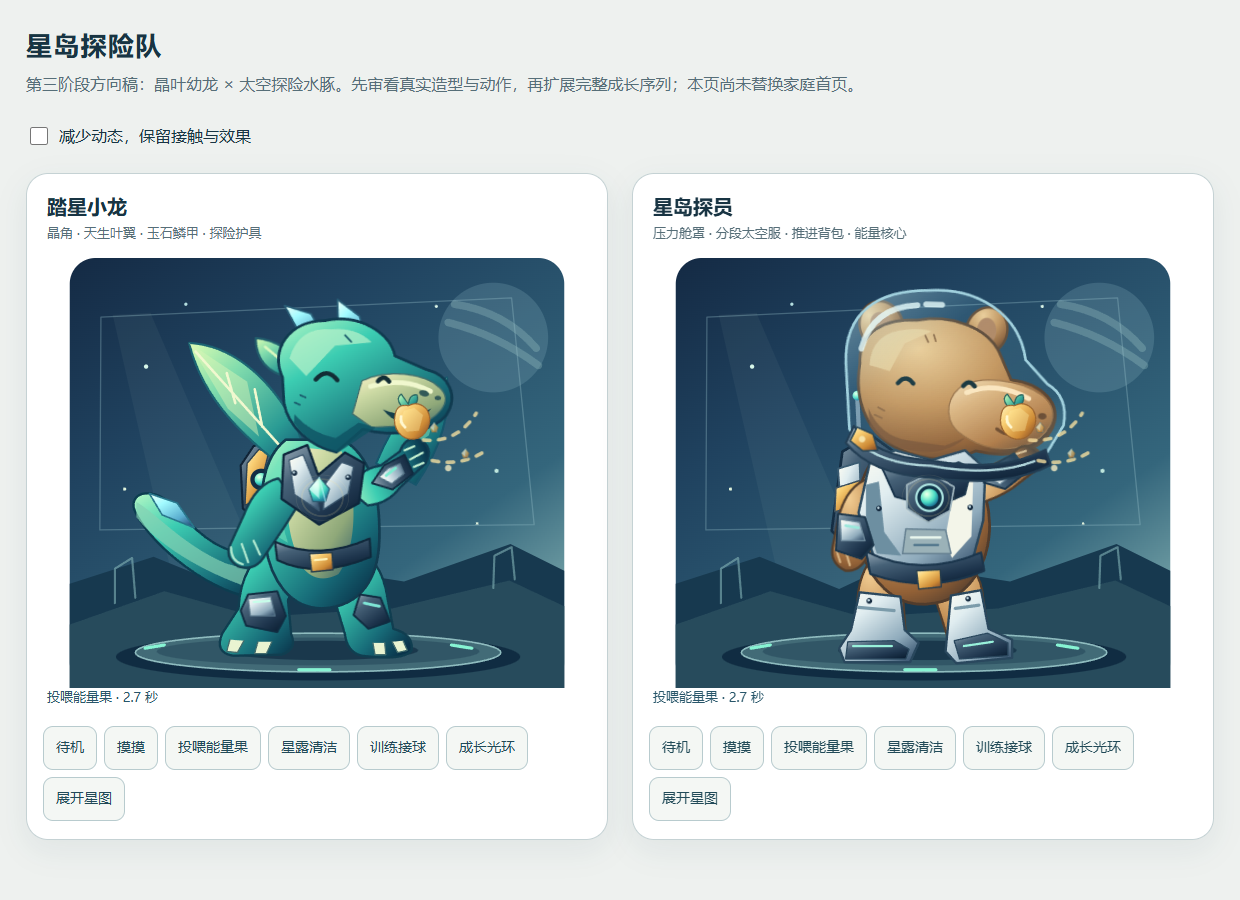 星岛探险队
第三阶段方向稿：晶叶幼龙 × 太空探险水豚。先审看真实造型与动作，再扩展完整成长序列；本页尚未替换家庭首页。
减少动态，保留接触与效果
踏星小龙
晶角 · 天生叶翼 · 玉石鳞甲 · 探险护具
投喂能量果 · 2.7 秒
待机 摸摸 投喂能量果 星露清洁 训练接球 成长光环
展开星图
星岛探员
压力舱罩 · 分段太空服 · 推进背包 · 能量核心
投喂能量果 · 2.7 秒
待机 摸摸 投喂能量果 星露清洁 训练接球 成长光环
展开星图